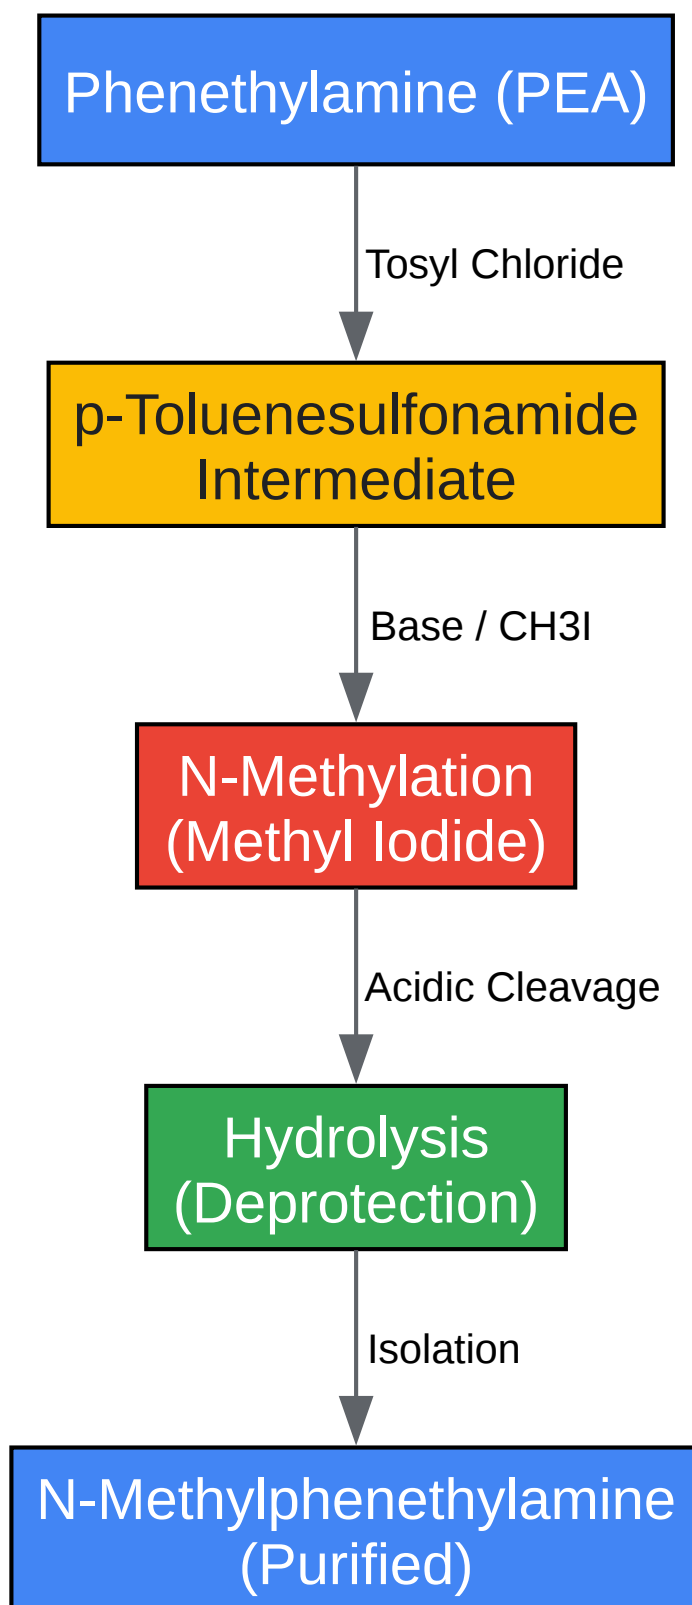 Phenethylamine (PEA)
Tosyl Chloride
p-Toluenesulfonamide
Intermediate
Base / CH3I
N-Methylation
(Methyl Iodide)
Acidic Cleavage
Hydrolysis
(Deprotection)
Isolation
N-Methylphenethylamine
(Purified)